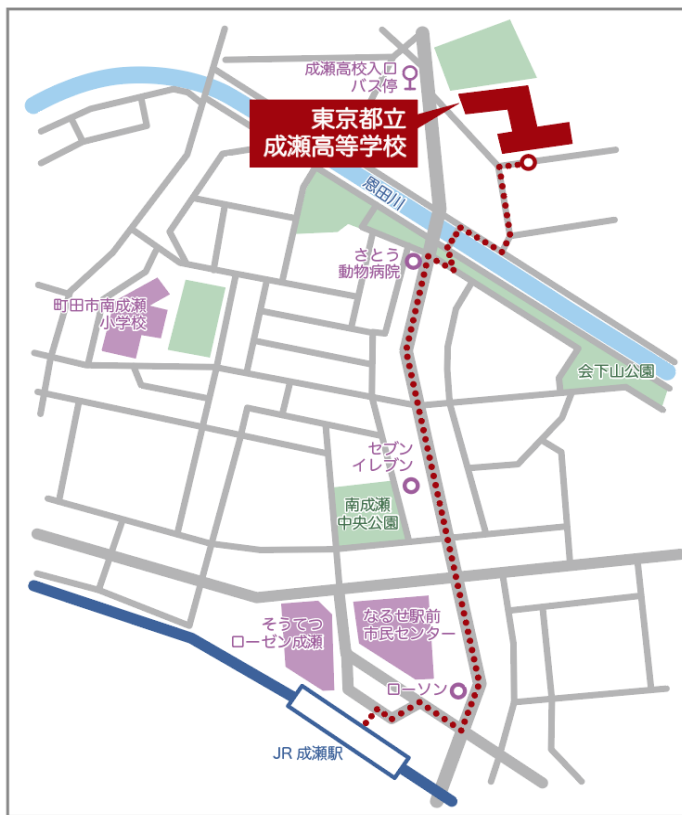 成瀬高校入口
バス停
東京都立
成瀬高等学校
恩田川
さとう
動物病院
町田市南成瀬
小学校
会下山公園
セブン
イレブン
南成瀬
中央公園
そうてつ
ローゼン成瀬
なるせ駅前
市民センター
ローソン
JR 成瀬駅